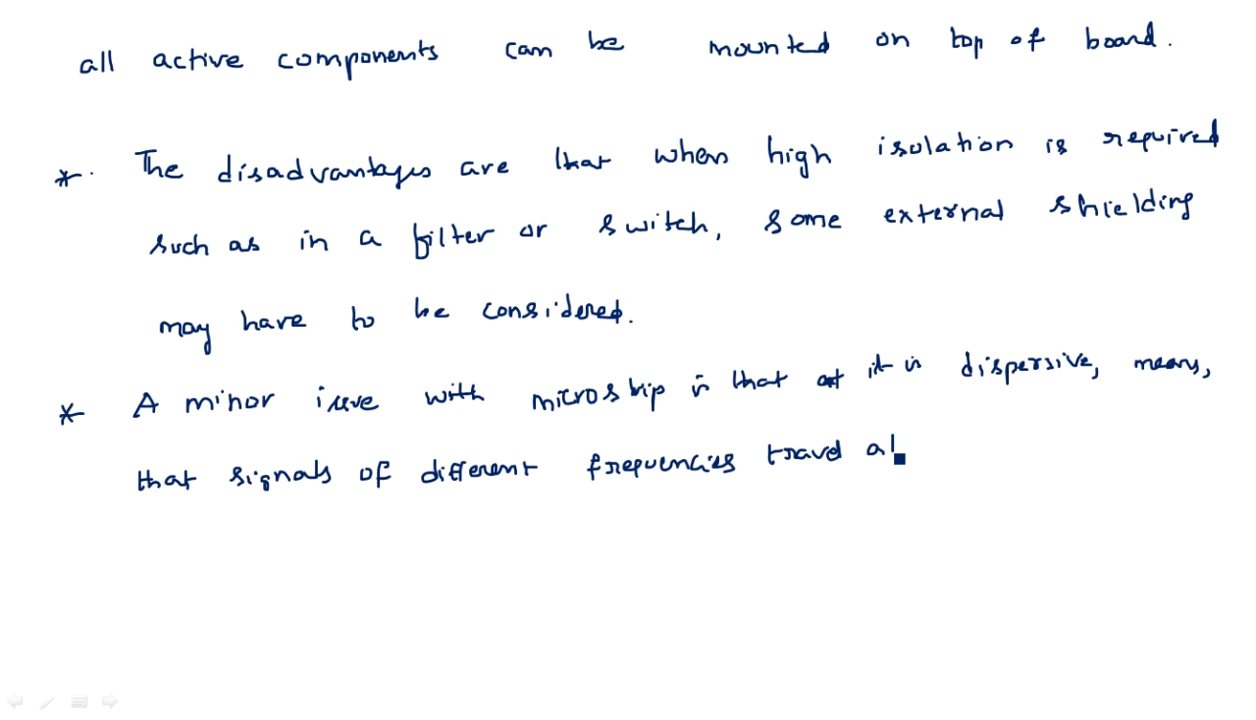 all active components can be mounted on top of board.
* The disadvantages are that when high isolation is required
such as in a filter or switch, some external shielding
may have to be considered.
* A minor issue with microstrip is that at it is dispersive, means,
that signals of different frequencies travel al